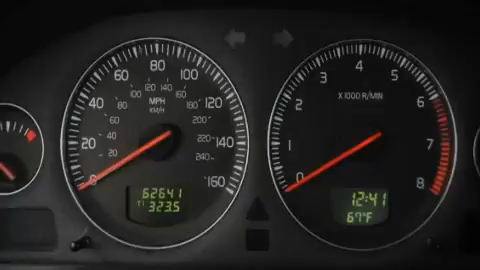 0 20 40 60 80 100 120 140 160
MPH
KM/H
20 40 60 80 100 120 140 160 180 200 220 240
62641
T1 323.5
0 1 2 3 4 5 6 7 8
X1000 R/MIN
12:41
67°F